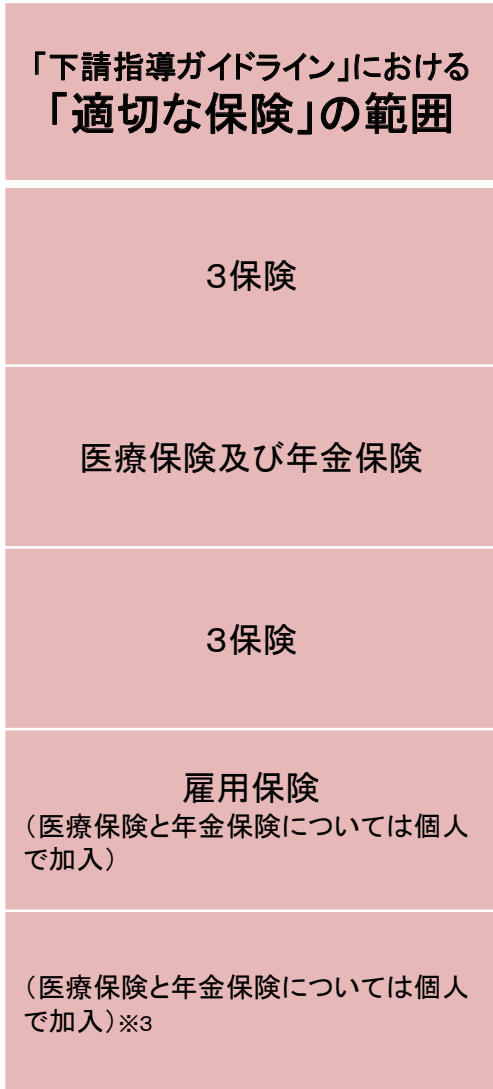 「下請指導ガイドライン」における
「適切な保険」の範囲
3保険
医療保険及び年金保険
3保険
雇用保険
（医療保険と年金保険については個人
で加入）
（医療保険と年金保険については個人
で加入）※3